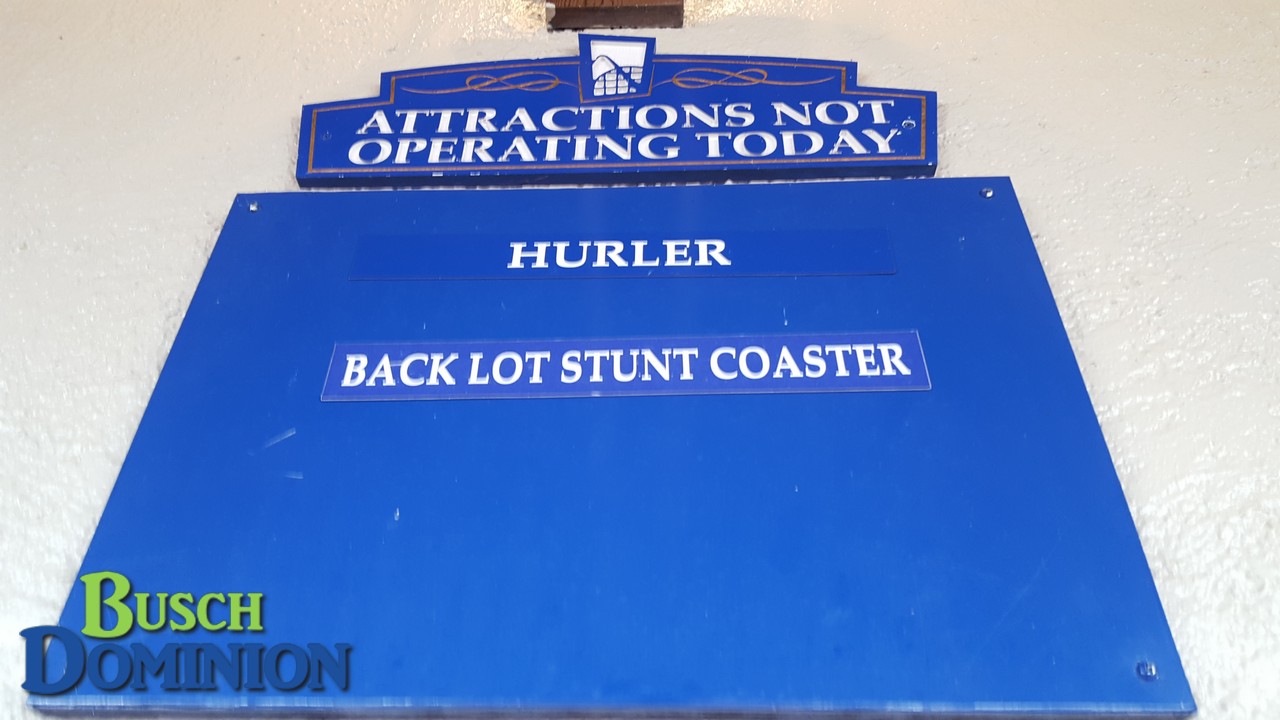 ATTRACTIONS NOT
OPERATING TODAY
HURLER
BACK LOT STUNT COASTER
BUSCH
DOMINION